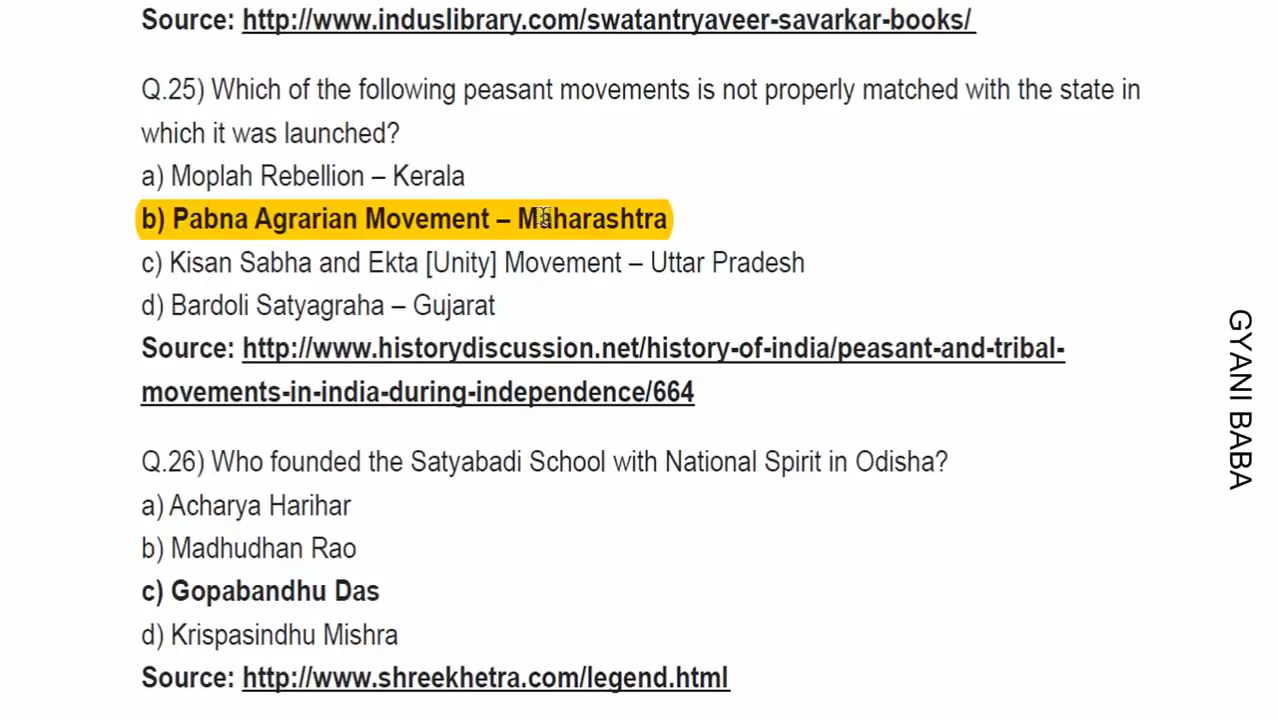 Source: http://www.induslibrary.com/swatantryaveer-savarkar-books/
Q.25) Which of the following peasant movements is not properly matched with the state in
which it was launched?
a) Moplah Rebellion – Kerala
b) Pabna Agrarian Movement – Maharashtra
c) Kisan Sabha and Ekta [Unity] Movement – Uttar Pradesh
d) Bardoli Satyagraha – Gujarat
Source: http://www.historydiscussion.net/history-of-india/peasant-and-tribal-
movements-in-india-during-independence/664
Q.26) Who founded the Satyabadi School with National Spirit in Odisha?
a) Acharya Harihar
b) Madhudhan Rao
c) Gopabandhu Das
d) Krispasindhu Mishra
Source: http://www.shreekhetra.com/legend.html
GYANI BABA